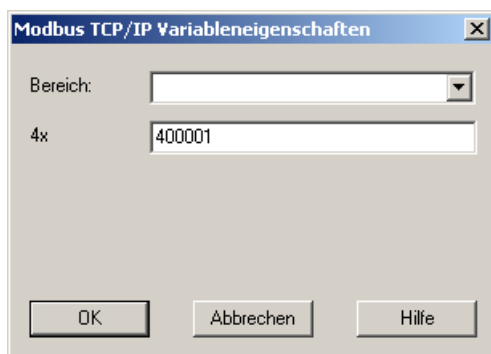 Modbus TCP/IP Variableneigenschaften
Bereich:
4x 400001
OK Abbrechen Hilfe